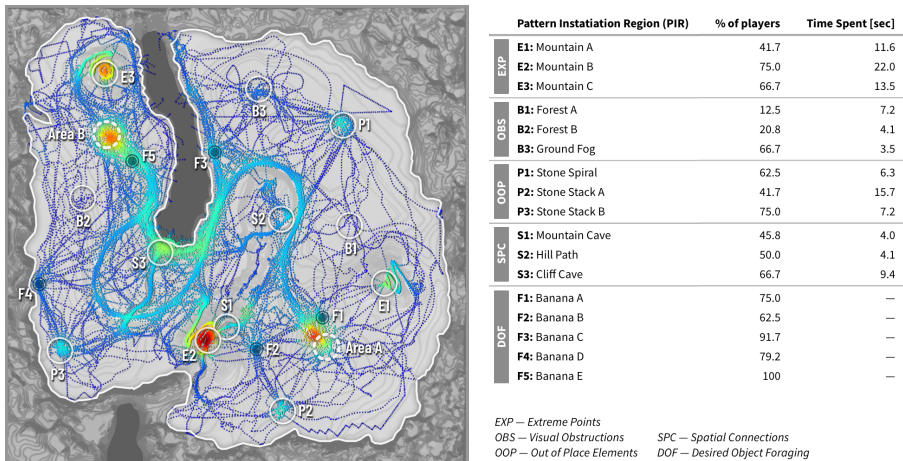 E3
Area B
F5
B3
P1
F3
B2
S2
B1
S3
F4
E1
S1
F1
E2
F2
Area A
P3
P2
Pattern Instatiation Region (PIR) % of players Time Spent [sec]
EXP
E1: Mountain A 41.7 11.6
E2: Mountain B 75.0 22.0
E3: Mountain C 66.7 13.5
OBS
B1: Forest A 12.5 7.2
B2: Forest B 20.8 4.1
B3: Ground Fog 66.7 3.5
OOP
P1: Stone Spiral 62.5 6.3
P2: Stone Stack A 41.7 15.7
P3: Stone Stack B 75.0 7.2
SPC
S1: Mountain Cave 45.8 4.0
S2: Hill Path 50.0 4.1
S3: Cliff Cave 66.7 9.4
DOF
F1: Banana A 75.0 —
F2: Banana B 62.5 —
F3: Banana C 91.7 —
F4: Banana D 79.2 —
F5: Banana E 100 —
EXP — Extreme Points
OBS — Visual Obstructions SPC — Spatial Connections
OOP — Out of Place Elements DOF — Desired Object Foraging